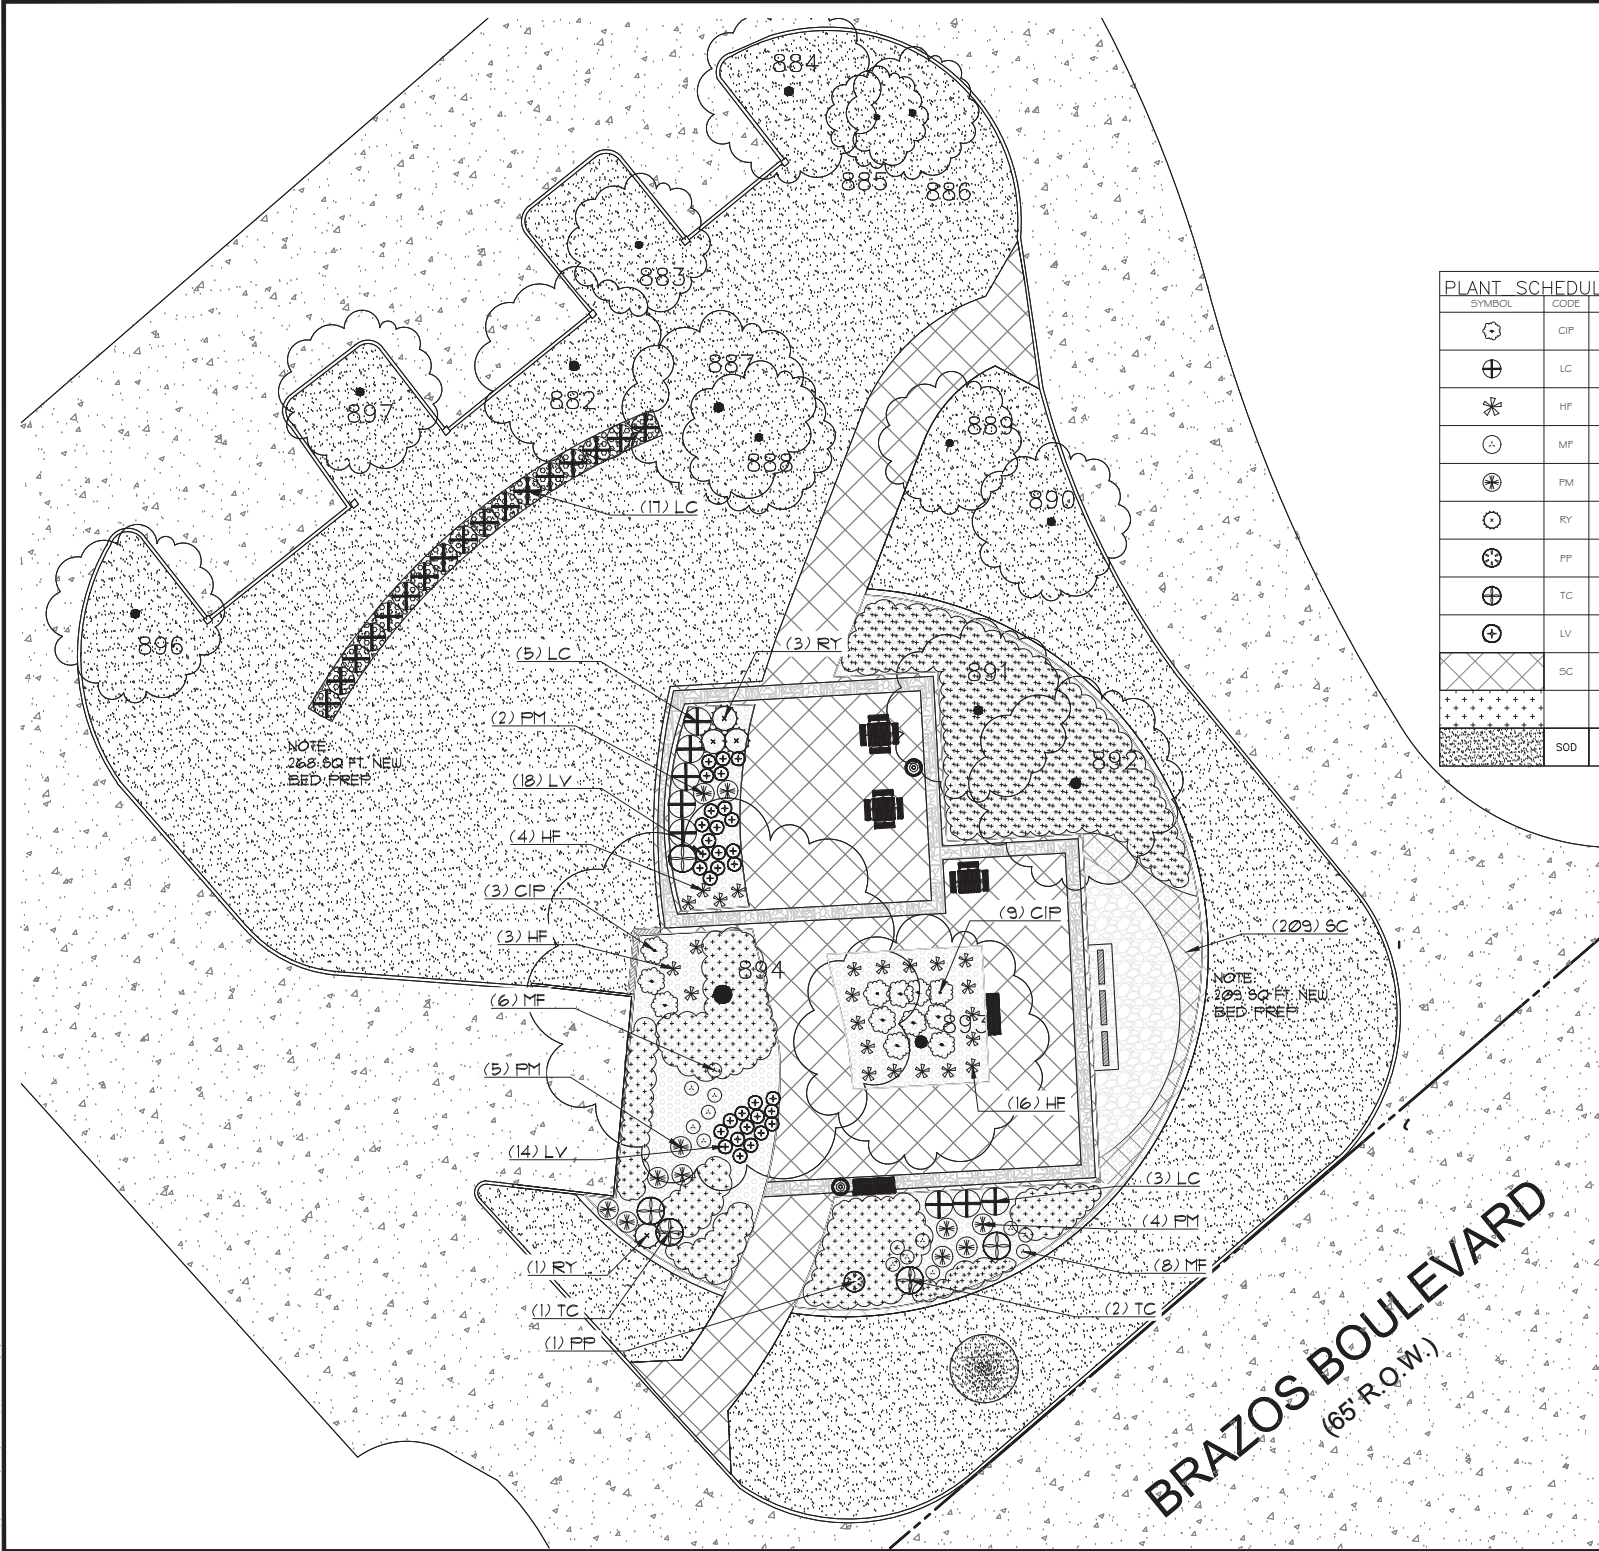 884
885
886
883
PLANT SCHEDUL
SYMBOL CODE
CIP
LC
HF
MF
PM
RY
PP
TC
LV
SC
SOD
887
882
897
888
889
890
(17) LC
896
(5) LC
(3) RY
891
(2) PM
NOTE:
268 SQ FT. NEW
BED PREP
892
(18) LV
(4) HF
(3) CIP
(9) CIP
(209) SC
(3) HF
894
NOTE:
209 SQ FT. NEW
BED PREP
(6) MF
(5) PM
(16) HF
(14) LV
(3) LC
(4) PM
(1) RY
(8) MF
(1) TC
(2) TC
(1) PP
BRAZOS BOULEVARD
(65' R.O.W.)